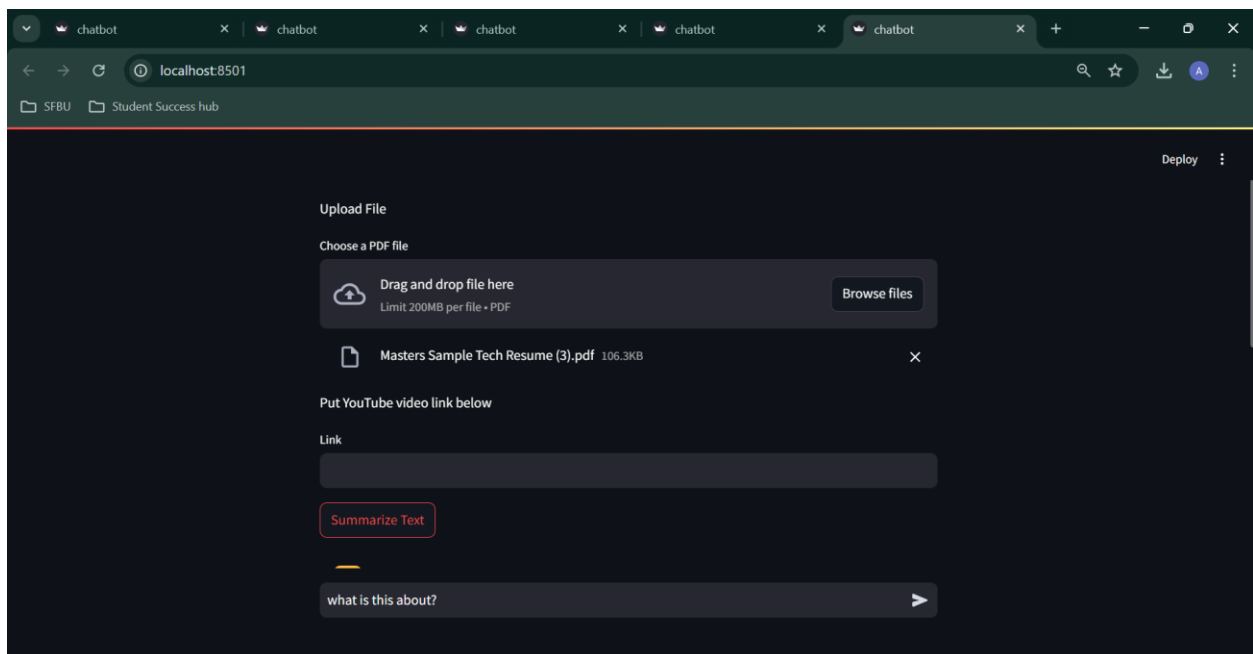 chatbot chatbot chatbot chatbot chatbot
localhost:8501 A
SFBU Student Success hub
Deploy
Upload File
Choose a PDF file
Drag and drop file here
Limit 200MB per file • PDF
Browse files
Masters Sample Tech Resume (3).pdf 106.3KB
Put YouTube video link below
Link
Summarize Text
what is this about?